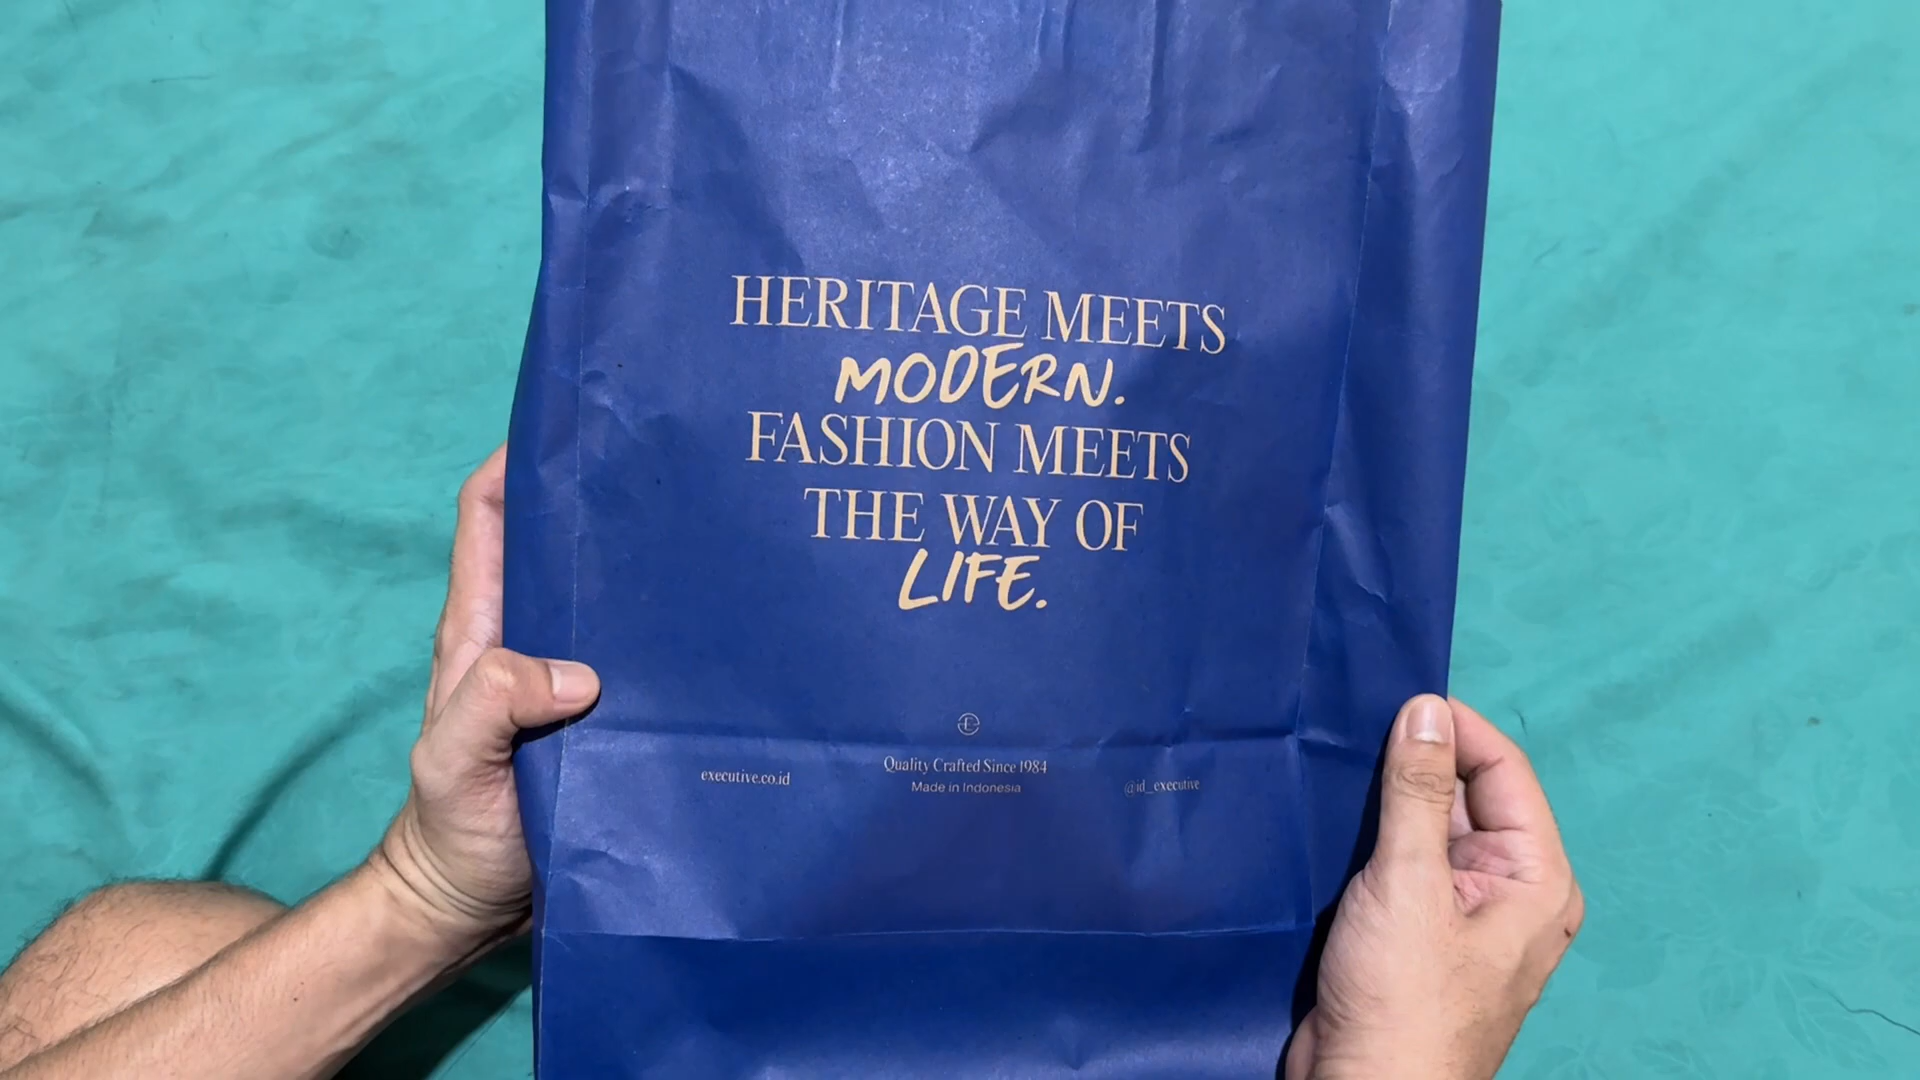 HERITAGE MEETS
MODERN.
FASHION MEETS
THE WAY OF
LIFE.
E
Quality Crafted Since 1984
executive.co.id
Made in Indonesia
@id_executive